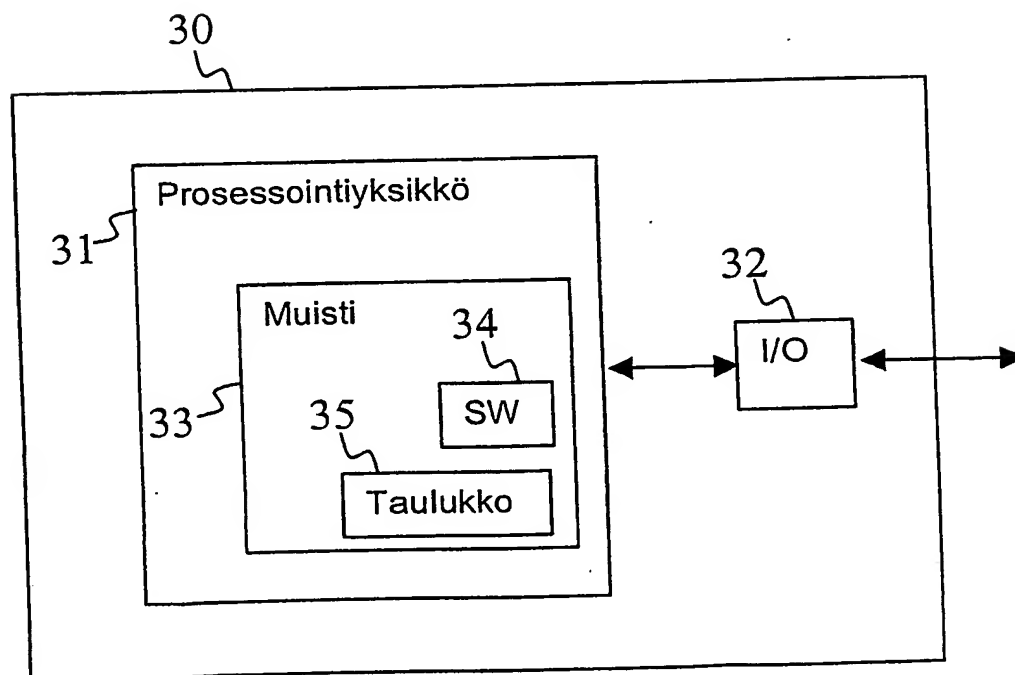 30
Prosessointiyksikkö
31
32
Muisti
34
I/O
33
35
SW
Taulukko